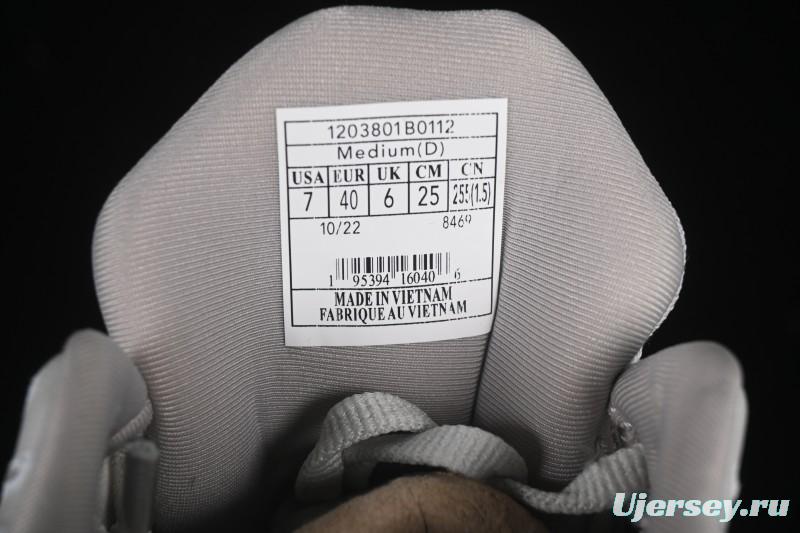 1203801B0112
Medium(D)
USA EUR UK CM CN
7 40 6 25 255(1.5)
10/22 8469
1 95394 16040 6
MADE IN VIETNAM
FABRIQUE AU VIETNAM
Ujersey.ru